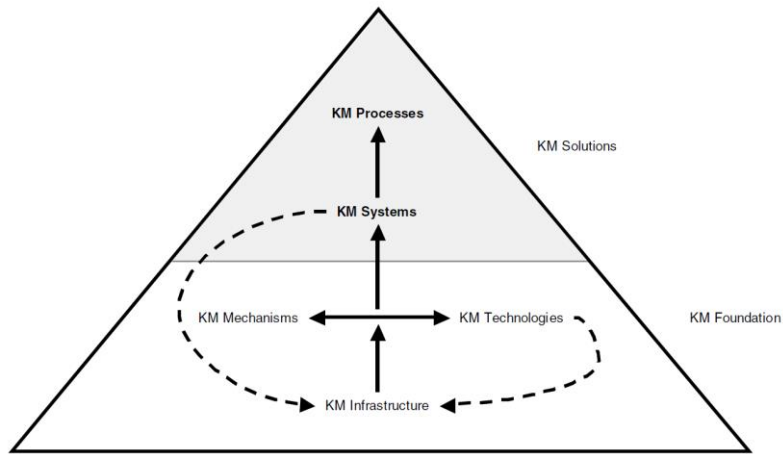 KM Processes
KM Solutions
KM Systems
KM Mechanisms
KM Technologies
KM Foundation
KM Infrastructure